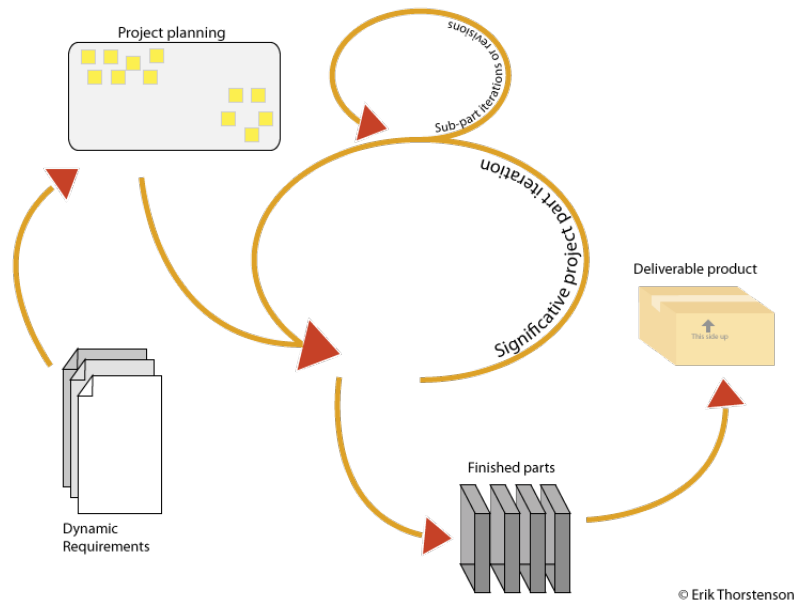 Project planning
Sub-part iterations or revisions
Significative project part iteration
Deliverable product
This side up
Dynamic
Requirements
Finished parts
© Erik Thorstenson